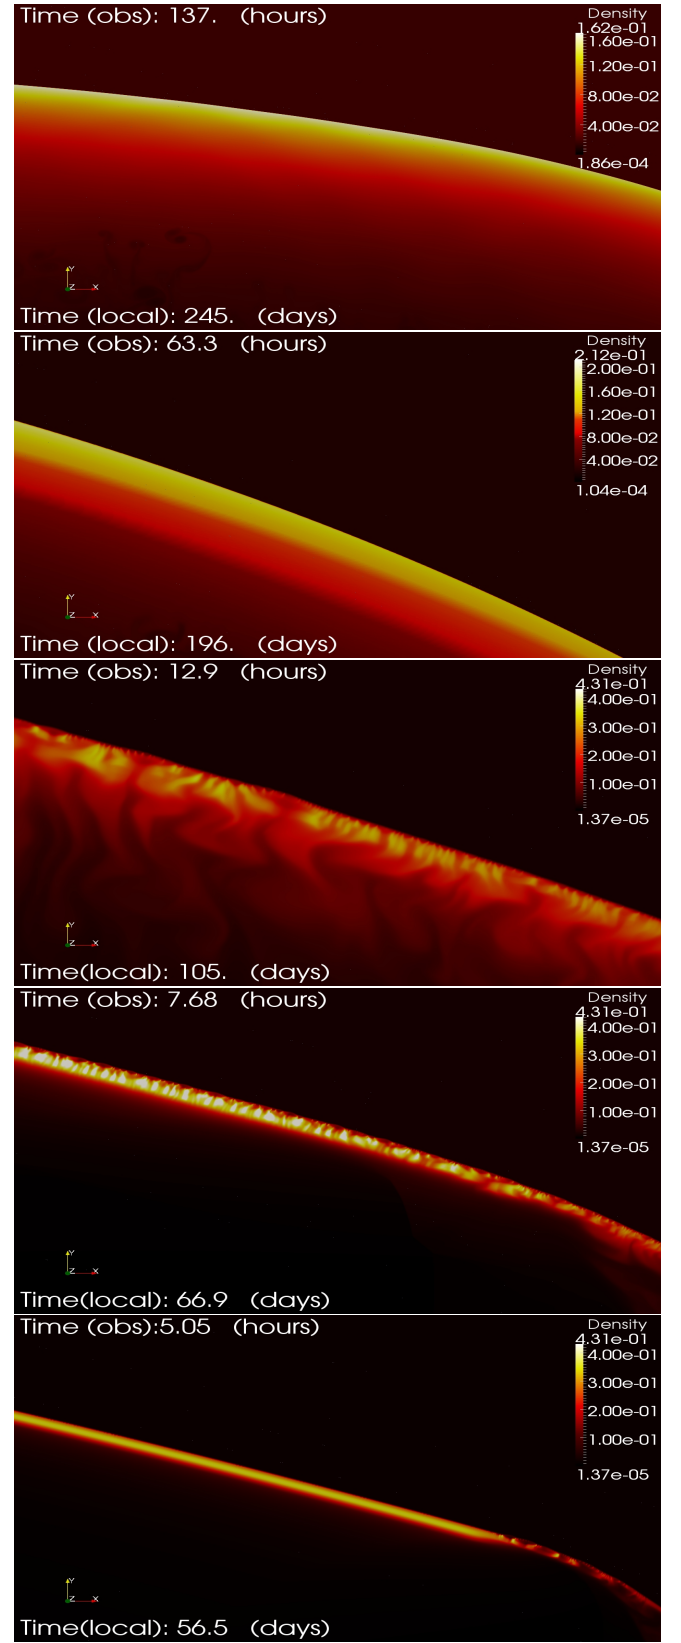 Time (obs): 137. (hours)
Density
1.62e-01
1.60e-01
1.20e-01
8.00e-02
4.00e-02
1.86e-04
Y
Z X
Time (local): 245. (days)
Time (obs): 63.3 (hours)
Density
2.12e-01
2.00e-01
1.60e-01
1.20e-01
8.00e-02
4.00e-02
1.04e-04
Y
Z X
Time (local): 196. (days)
Time (obs): 12.9 (hours)
Density
4.31e-01
4.00e-01
3.00e-01
2.00e-01
1.00e-01
1.37e-05
Y
Z X
Time(local): 105. (days)
Time (obs): 7.68 (hours)
Density
4.31e-01
4.00e-01
3.00e-01
2.00e-01
1.00e-01
1.37e-05
Y
Z X
Time(local): 66.9 (days)
Time (obs):5.05 (hours)
Density
4.31e-01
4.00e-01
3.00e-01
2.00e-01
1.00e-01
1.37e-05
Y
Z X
Time(local): 56.5 (days)